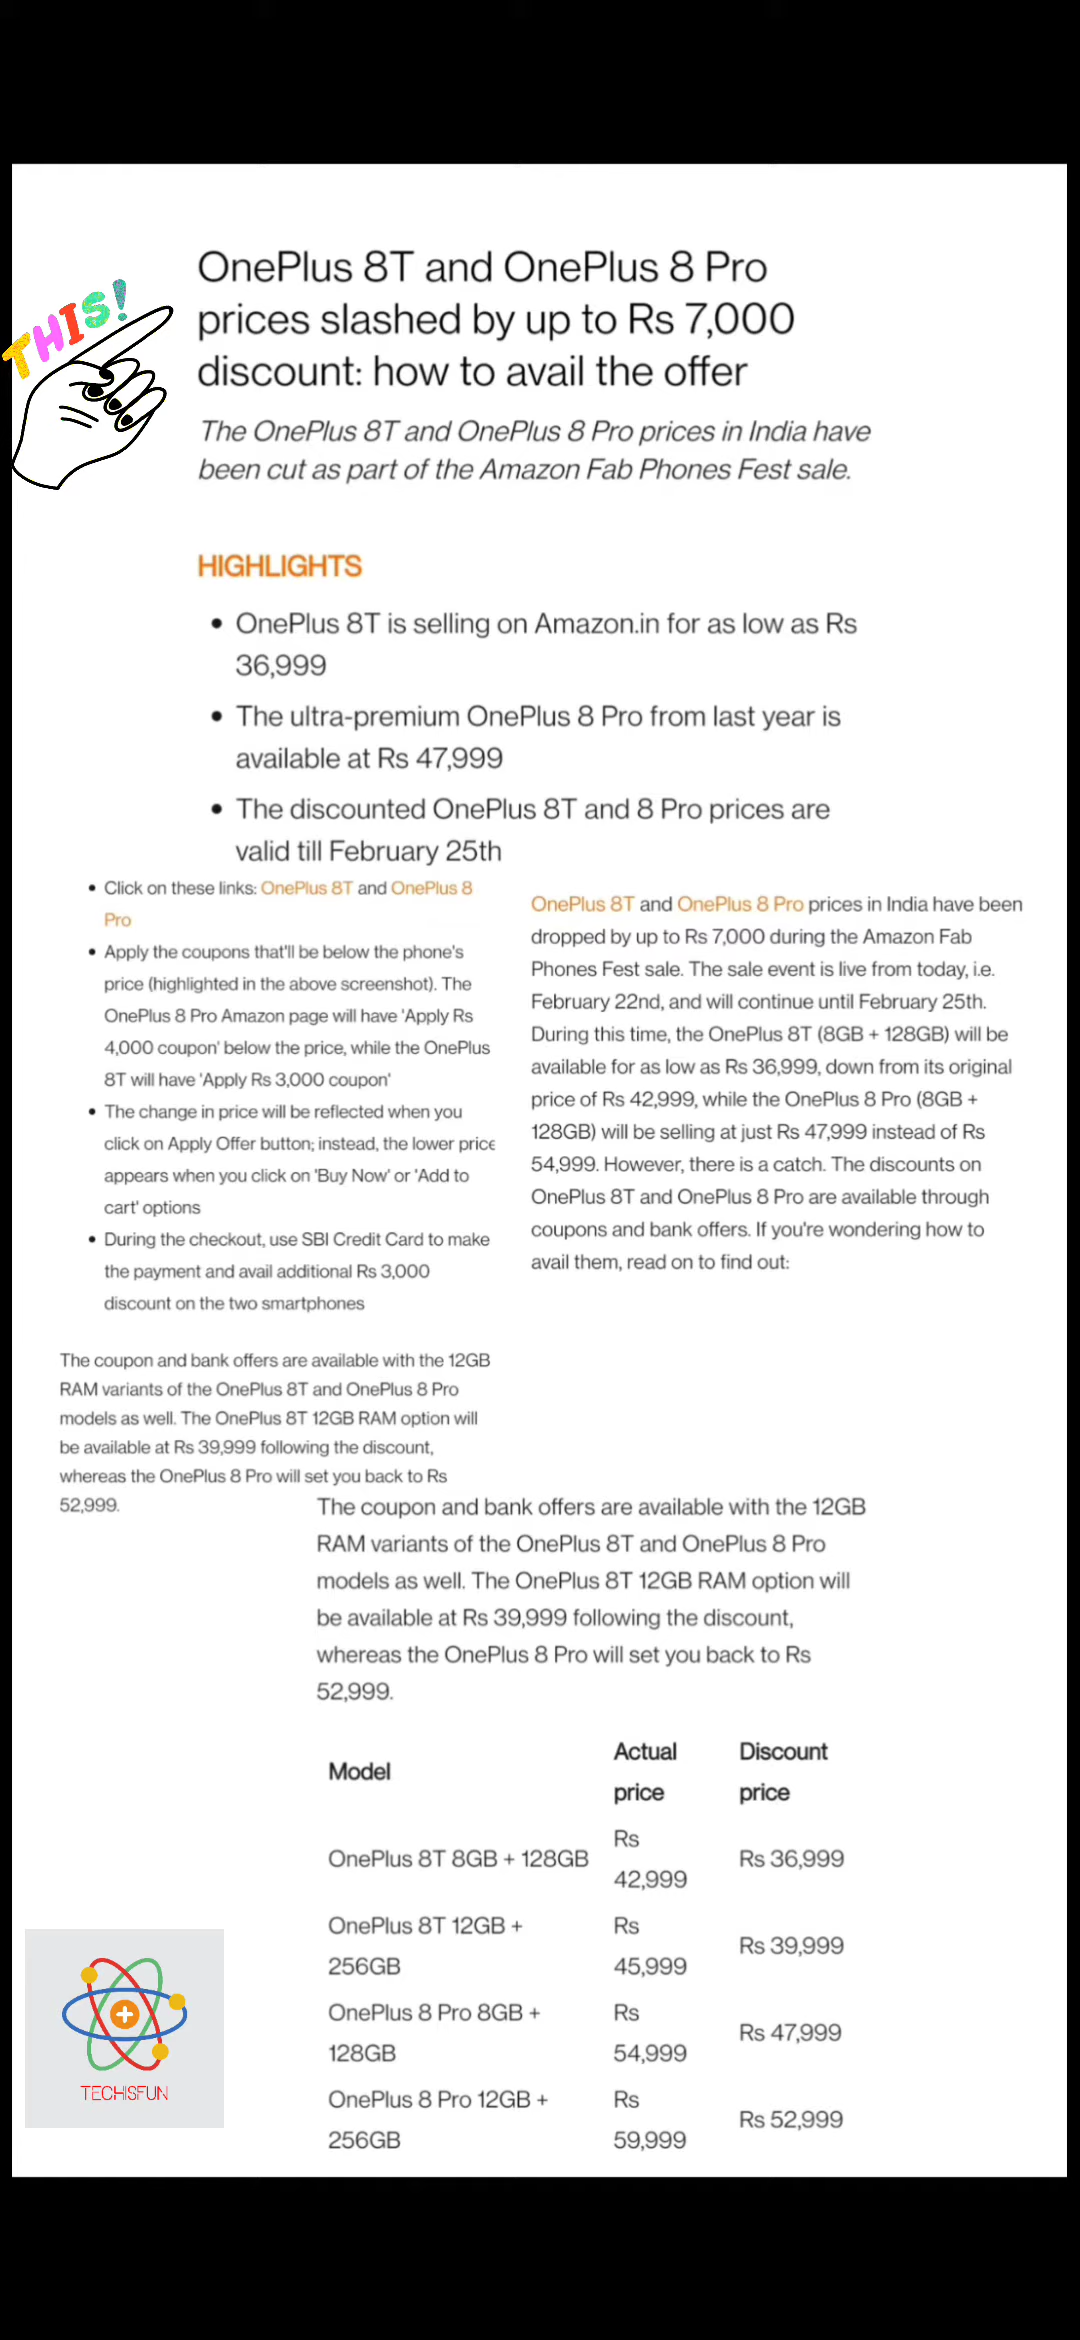 THIS!
OnePlus 8T and OnePlus 8 Pro
prices slashed by up to Rs 7,000
discount: how to avail the offer
The OnePlus 8T and OnePlus 8 Pro prices in India have
been cut as part of the Amazon Fab Phones Fest sale.
HIGHLIGHTS
• OnePlus 8T is selling on Amazon.in for as low as Rs
36,999
• The ultra-premium OnePlus 8 Pro from last year is
available at Rs 47,999
• The discounted OnePlus 8T and 8 Pro prices are
valid till February 25th
• Click on these links: OnePlus 8T and OnePlus 8
Pro
• Apply the coupons that'll be below the phone's
price (highlighted in the above screenshot). The
OnePlus 8 Pro Amazon page will have 'Apply Rs
4,000 coupon' below the price, while the OnePlus
8T will have 'Apply Rs 3,000 coupon'
• The change in price will be reflected when you
click on Apply Offer button; instead, the lower price
appears when you click on 'Buy Now' or 'Add to
cart' options
• During the checkout, use SBI Credit Card to make
the payment and avail additional Rs 3,000
discount on the two smartphones
OnePlus 8T and OnePlus 8 Pro prices in India have been
dropped by up to Rs 7,000 during the Amazon Fab
Phones Fest sale. The sale event is live from today, i.e.
February 22nd, and will continue until February 25th.
During this time, the OnePlus 8T (8GB + 128GB) will be
available for as low as Rs 36,999, down from its original
price of Rs 42,999, while the OnePlus 8 Pro (8GB +
128GB) will be selling at just Rs 47,999 instead of Rs
54,999. However, there is a catch. The discounts on
OnePlus 8T and OnePlus 8 Pro are available through
coupons and bank offers. If you're wondering how to
avail them, read on to find out:
The coupon and bank offers are available with the 12GB
RAM variants of the OnePlus 8T and OnePlus 8 Pro
models as well. The OnePlus 8T 12GB RAM option will
be available at Rs 39,999 following the discount,
whereas the OnePlus 8 Pro will set you back to Rs
52,999.
The coupon and bank offers are available with the 12GB
RAM variants of the OnePlus 8T and OnePlus 8 Pro
models as well. The OnePlus 8T 12GB RAM option will
be available at Rs 39,999 following the discount,
whereas the OnePlus 8 Pro will set you back to Rs
52,999.
Model Actual price Discount price
OnePlus 8T 8GB + 128GB Rs 42,999 Rs 36,999
OnePlus 8T 12GB + 256GB Rs 45,999 Rs 39,999
OnePlus 8 Pro 8GB + 128GB Rs 54,999 Rs 47,999
OnePlus 8 Pro 12GB + 256GB Rs 59,999 Rs 52,999
TECHISFUN